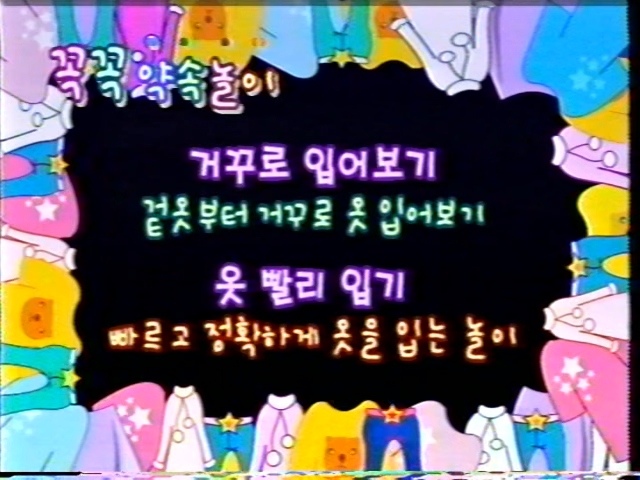 꼭꼭약속놀이
거꾸로 입어보기
겉옷부터 거꾸로 옷 입어보기
옷 빨리 입기
빠르고 정확하게 옷을 입는 놀이